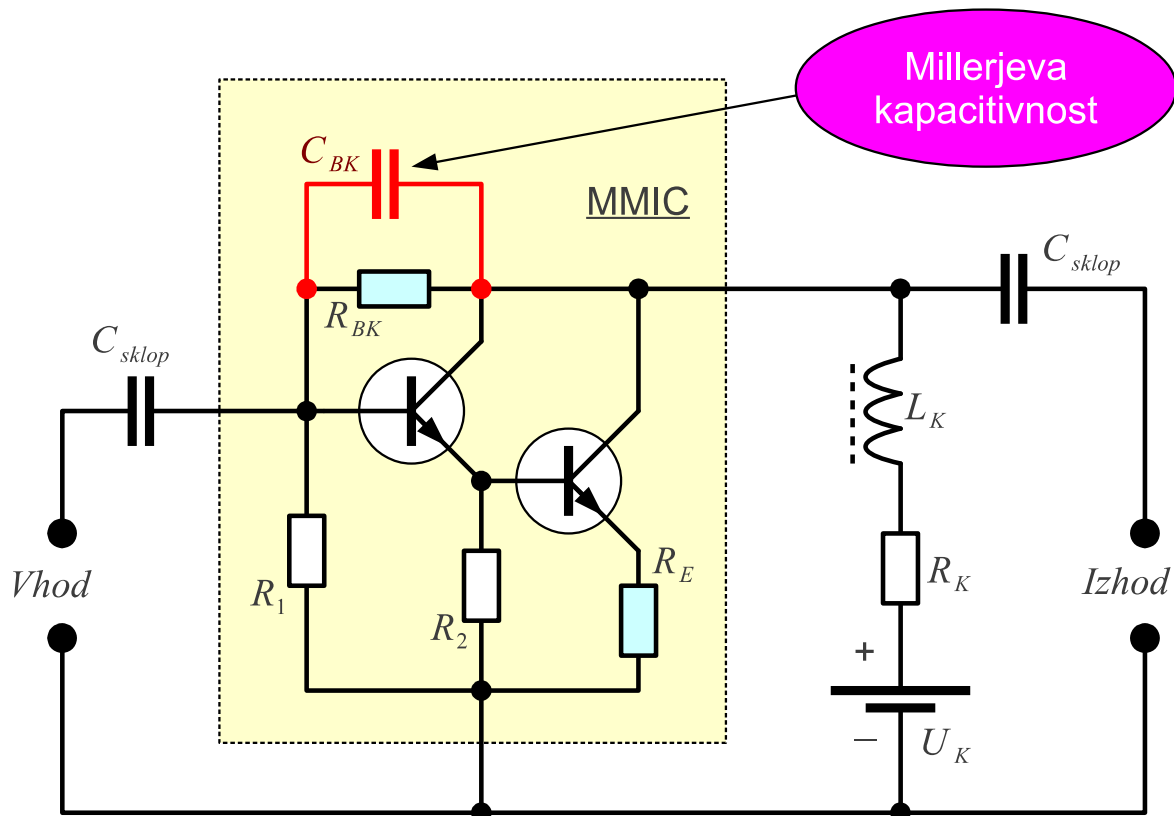 Millerjeva
kapacitivnost
C_BK
MMIC
C_sklop
R_BK
C_sklop
L_K
R_E
R_K
Vhod
Izhod
R_1
R_2
+
–
U_K